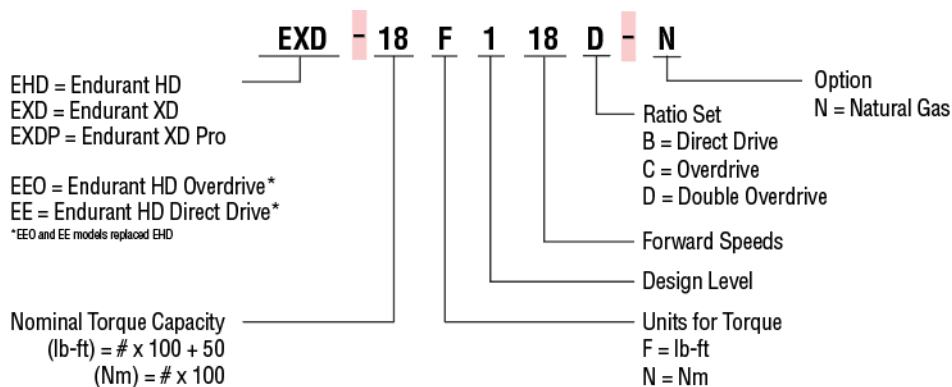 EXD - 18 F 1 18 D - N
EHD = Endurant HD
EXD = Endurant XD
EXDP = Endurant XD Pro
EEO = Endurant HD Overdrive*
EE = Endurant HD Direct Drive*
*EEO and EE models replaced EHD
Nominal Torque Capacity
(lb-ft) = # x 100 + 50
(Nm) = # x 100
Option
N = Natural Gas
Ratio Set
B = Direct Drive
C = Overdrive
D = Double Overdrive
Forward Speeds
Design Level
Units for Torque
F = lb-ft
N = Nm